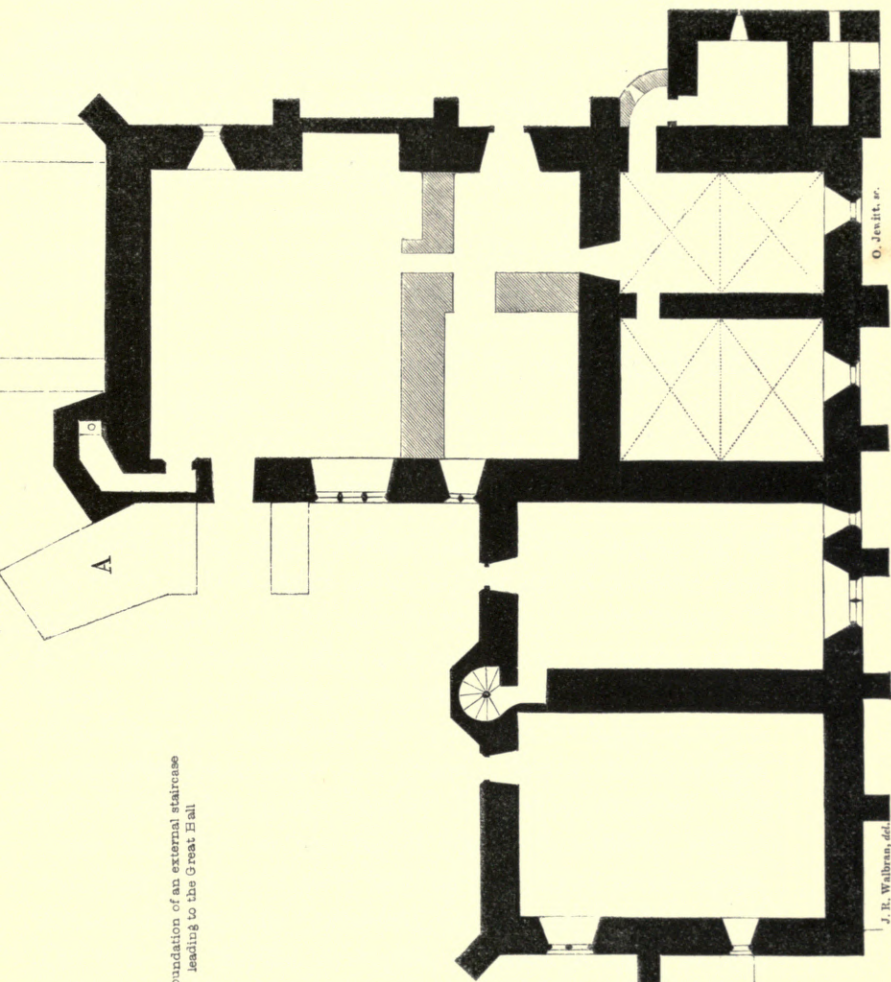 A
oundation of an external staircase
leading to the Great Hall
J. R. Walbran, del.
O. Jewitt. sc.